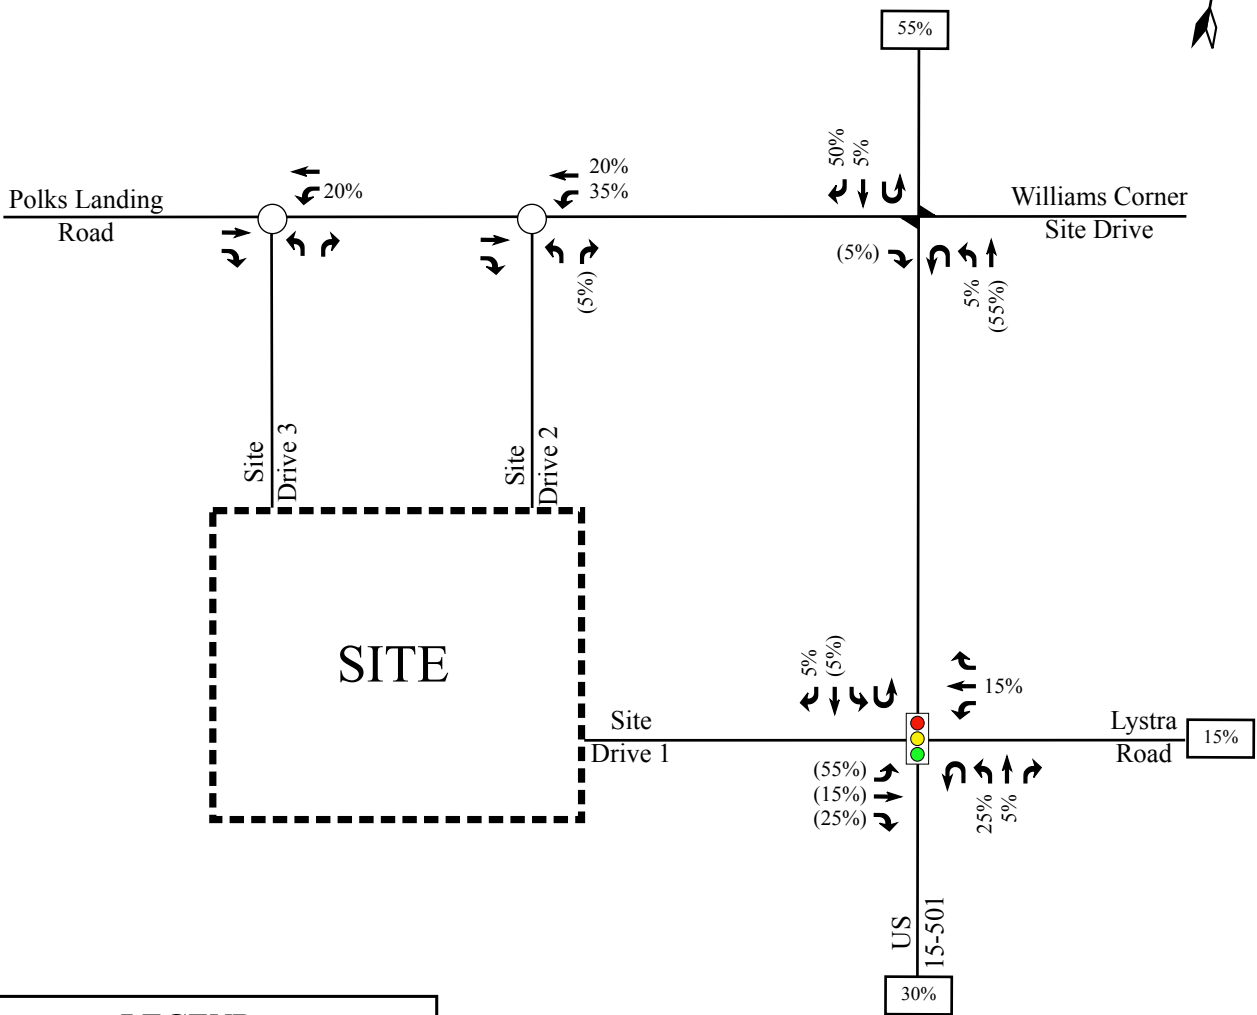 55%
50%
5%
20%
20%
35%
20%
Polks Landing
Road
Williams Corner
Site Drive
(5%)
5%
(55%)
(5%)
Site
Drive 3
Site
Drive 2
SITE
5%
(5%)
15%
Site
Drive 1
Lystra
Road
15%
(55%)
(15%)
(25%)
25%
5%
US
15-501
30%